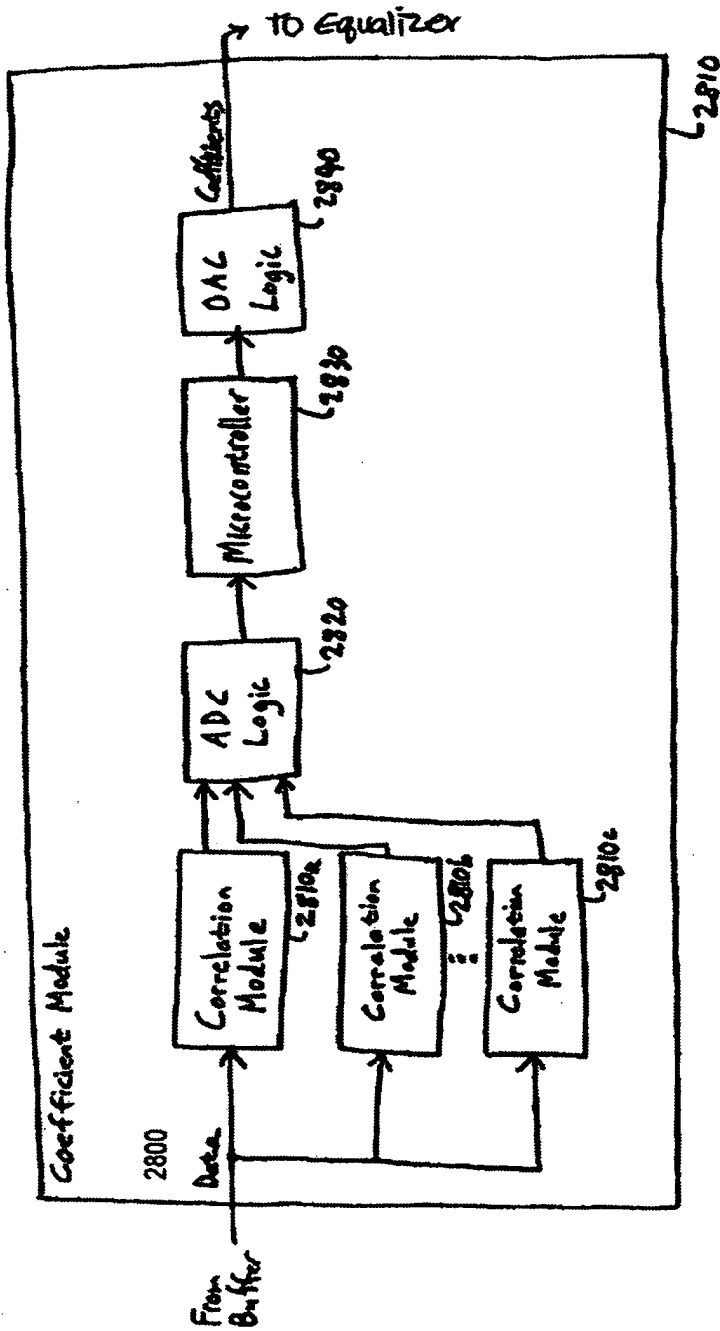 Coefficient Module
From
Buffer
2800
Data
Correlation
Module
2810a
Correlation
Module
2810b
Correlation
Module
2810c
ADC
Logic
2820
Microcontroller
2830
DAC
Logic
2840
Coefficients
To Equalizer
2810